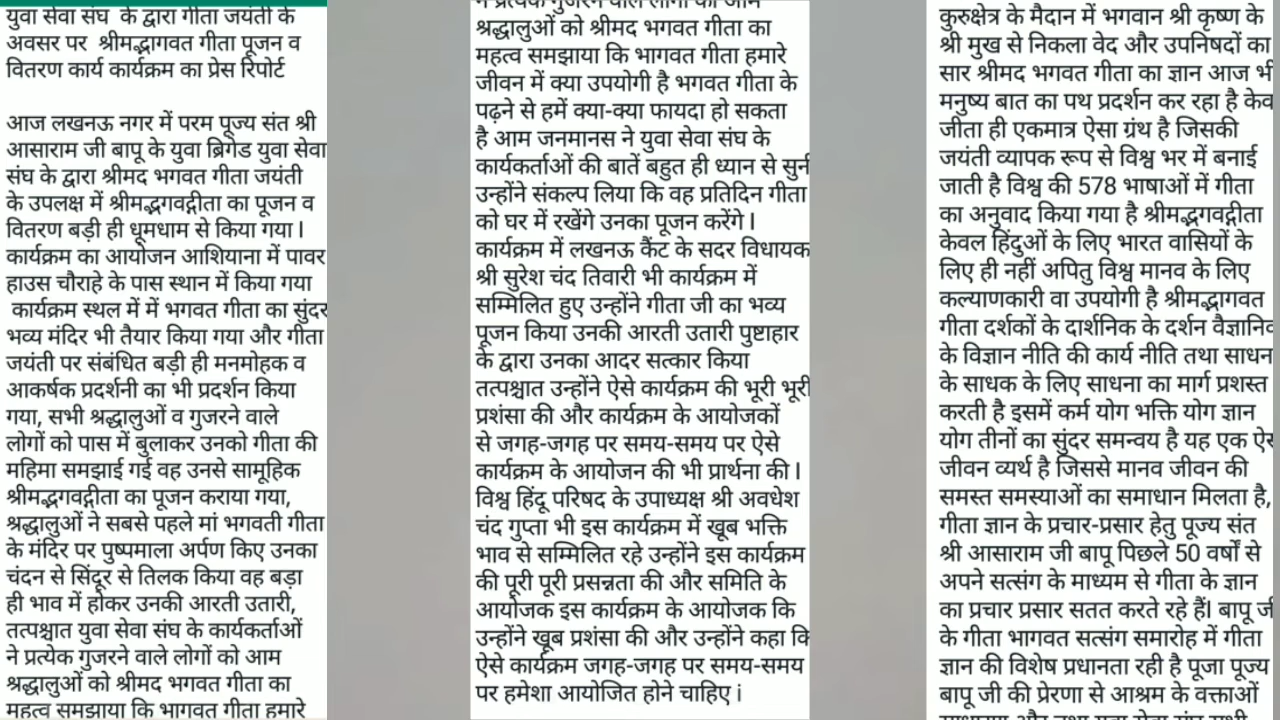 युवा सेवा संघ के द्वारा गीता जयंती के
अवसर पर श्रीमद्भागवत गीता पूजन व
वितरण कार्य कार्यक्रम का प्रेस रिपोर्ट
आज लखनऊ नगर में परम पूज्य संत श्री
आसाराम जी बापू के युवा ब्रिगेड युवा सेवा
संघ के द्वारा श्रीमद भगवत गीता जयंती
के उपलक्ष में श्रीमद्भगवद्गीता का पूजन व
वितरण बड़ी ही धूमधाम से किया गया l
कार्यक्रम का आयोजन आशियाना में पावर
हाउस चौराहे के पास स्थान में किया गया
कार्यक्रम स्थल में में भगवत गीता का सुंदर
भव्य मंदिर भी तैयार किया गया और गीता
जयंती पर संबंधित बड़ी ही मनमोहक व
आकर्षक प्रदर्शनी का भी प्रदर्शन किया
गया, सभी श्रद्धालुओं व गुजरने वाले
लोगों को पास में बुलाकर उनको गीता की
महिमा समझाई गई वह उनसे सामूहिक
श्रीमद्भगवद्गीता का पूजन कराया गया,
श्रद्धालुओं ने सबसे पहले मां भगवती गीता
के मंदिर पर पुष्पमाला अर्पण किए उनका
चंदन से सिंदूर से तिलक किया वह बड़ा
ही भाव में होकर उनकी आरती उतारी,
तत्पश्चात युवा सेवा संघ के कार्यकर्ताओं
ने प्रत्येक गुजरने वाले लोगों को आम
श्रद्धालुओं को श्रीमद भगवत गीता का
महत्व समझाया कि भागवत गीता हमारे
ने प्रत्येक गुजरने वाले लोगों को आम
श्रद्धालुओं को श्रीमद भगवत गीता का
महत्व समझाया कि भागवत गीता हमारे
जीवन में क्या उपयोगी है भगवत गीता के
पढ़ने से हमें क्या-क्या फायदा हो सकता
है आम जनमानस ने युवा सेवा संघ के
कार्यकर्ताओं की बातें बहुत ही ध्यान से
उन्होंने संकल्प लिया कि वह प्रतिदिन गीता
को घर में रखेंगे उनका पूजन करेंगे l
कार्यक्रम में लखनऊ कैंट के सदर विधायक
श्री सुरेश चंद तिवारी भी कार्यक्रम में
सम्मिलित हुए उन्होंने गीता जी का भव्य
पूजन किया उनकी आरती उतारी पुष्टाहार
के द्वारा उनका आदर सत्कार किया
तत्पश्चात उन्होंने ऐसे कार्यक्रम की भूरी भूरी
प्रशंसा की और कार्यक्रम के आयोजकों
से जगह-जगह पर समय-समय पर ऐसे
कार्यक्रम के आयोजन की भी प्रार्थना की l
विश्व हिंदू परिषद के उपाध्यक्ष श्री अवधेश
चंद गुप्ता भी इस कार्यक्रम में खूब भक्ति
भाव से सम्मिलित रहे उन्होंने इस कार्यक्रम
की पूरी पूरी प्रसन्नता की और समिति के
आयोजक इस कार्यक्रम के आयोजक कि
उन्होंने खूब प्रशंसा की और उन्होंने कहा कि
ऐसे कार्यक्रम जगह-जगह पर समय-समय
पर हमेशा आयोजित होने चाहिए i
कुरुक्षेत्र के मैदान में भगवान श्री कृष्ण के
श्री मुख से निकला वेद और उपनिषदों का
सार श्रीमद भगवत गीता का ज्ञान आज भी
मनुष्य बात का पथ प्रदर्शन कर रहा है
जीता ही एकमात्र ऐसा ग्रंथ है जिसकी
जयंती व्यापक रूप से विश्व भर में बनाई
जाती है विश्व की 578 भाषाओं में गीता
का अनुवाद किया गया है श्रीमद्भगवद्गीता
केवल हिंदुओं के लिए भारत वासियों के
लिए ही नहीं अपितु विश्व मानव के लिए
कल्याणकारी वा उपयोगी है श्रीमद्भागवत
गीता दर्शकों के दार्शनिक के दर्शन
के विज्ञान नीति की कार्य नीति तथा साधन
के साधक के लिए साधना का मार्ग प्रशस्त
करती है इसमें कर्म योग भक्ति योग ज्ञान
योग तीनों का सुंदर समन्वय है यह एक
जीवन व्यर्थ है जिससे मानव जीवन की
समस्त समस्याओं का समाधान मिलता है,
गीता ज्ञान के प्रचार-प्रसार हेतु पूज्य संत
श्री आसाराम जी बापू पिछले 50 वर्षों से
अपने सत्संग के माध्यम से गीता के ज्ञान
का प्रचार प्रसार सतत करते रहे हैंl बापू जी
के गीता भागवत सत्संग समारोह में गीता
ज्ञान की विशेष प्रधानता रही है पूजा पूज्य
बापू जी की प्रेरणा से आश्रम के वक्ताओं